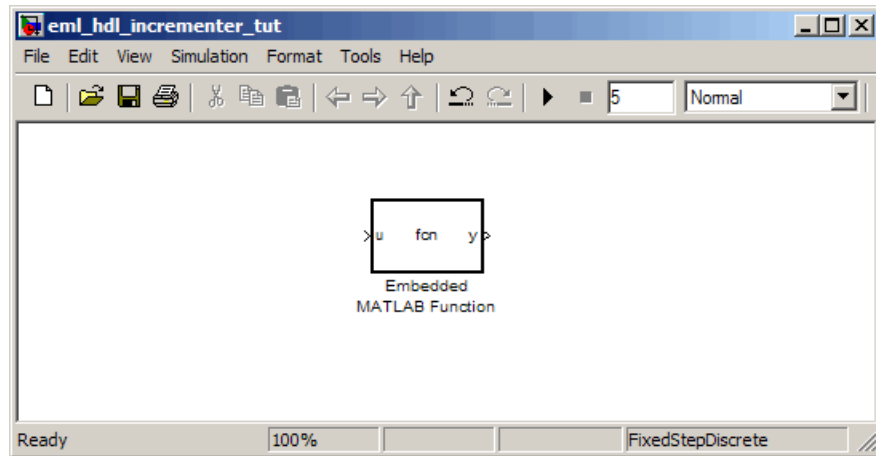 eml_hdl_incrementer_tut
File Edit View Simulation Format Tools Help
5 Normal
u fcn y
Embedded
MATLAB Function
Ready 100% FixedStepDiscrete